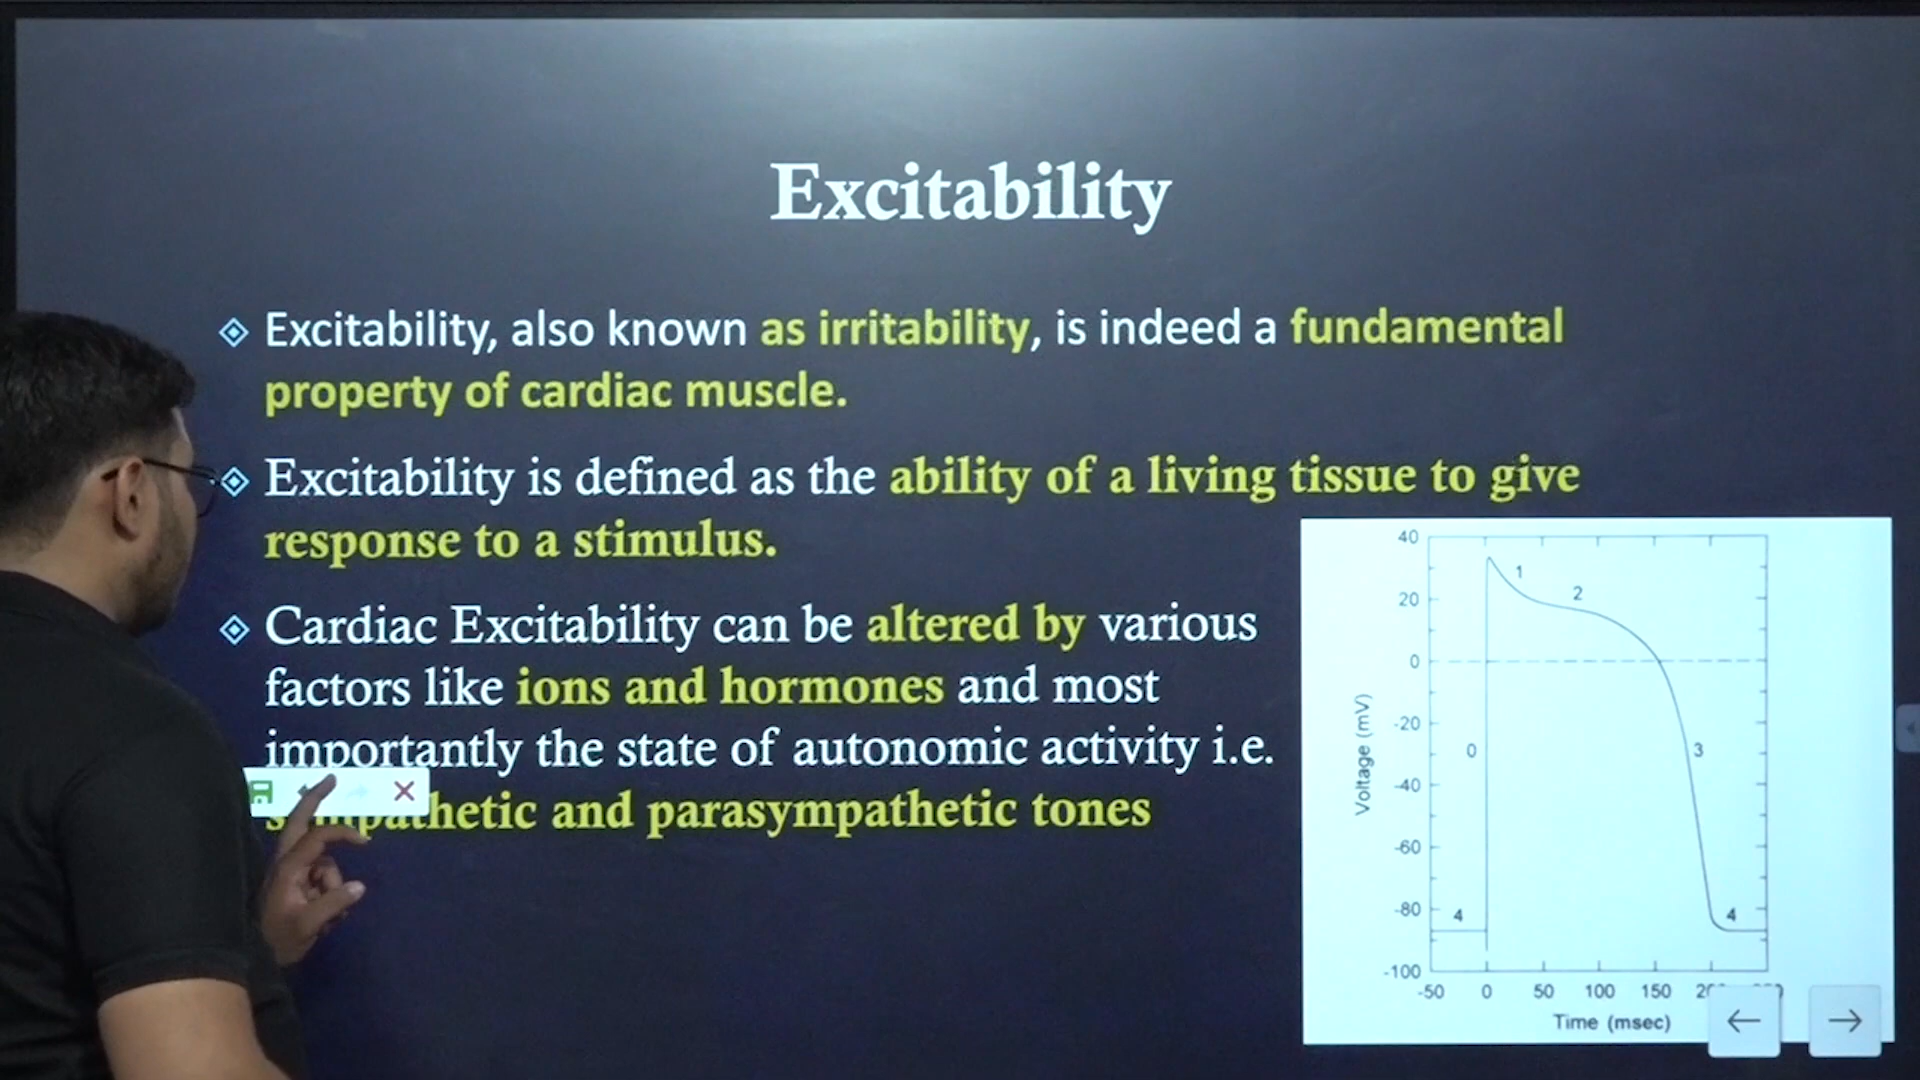 Excitability
Excitability, also known as irritability, is indeed a fundamental
property of cardiac muscle.
Excitability is defined as the ability of a living tissue to give
response to a stimulus.
Cardiac Excitability can be altered by various
factors like ions and hormones and most
importantly the state of autonomic activity i.e.
and parasympathetic tones
40
20
0
-20
-40
-60
-80
-100
Voltage (mV)
1
2
0
3
4
4
-50 0 50 100 150
Time (msec)